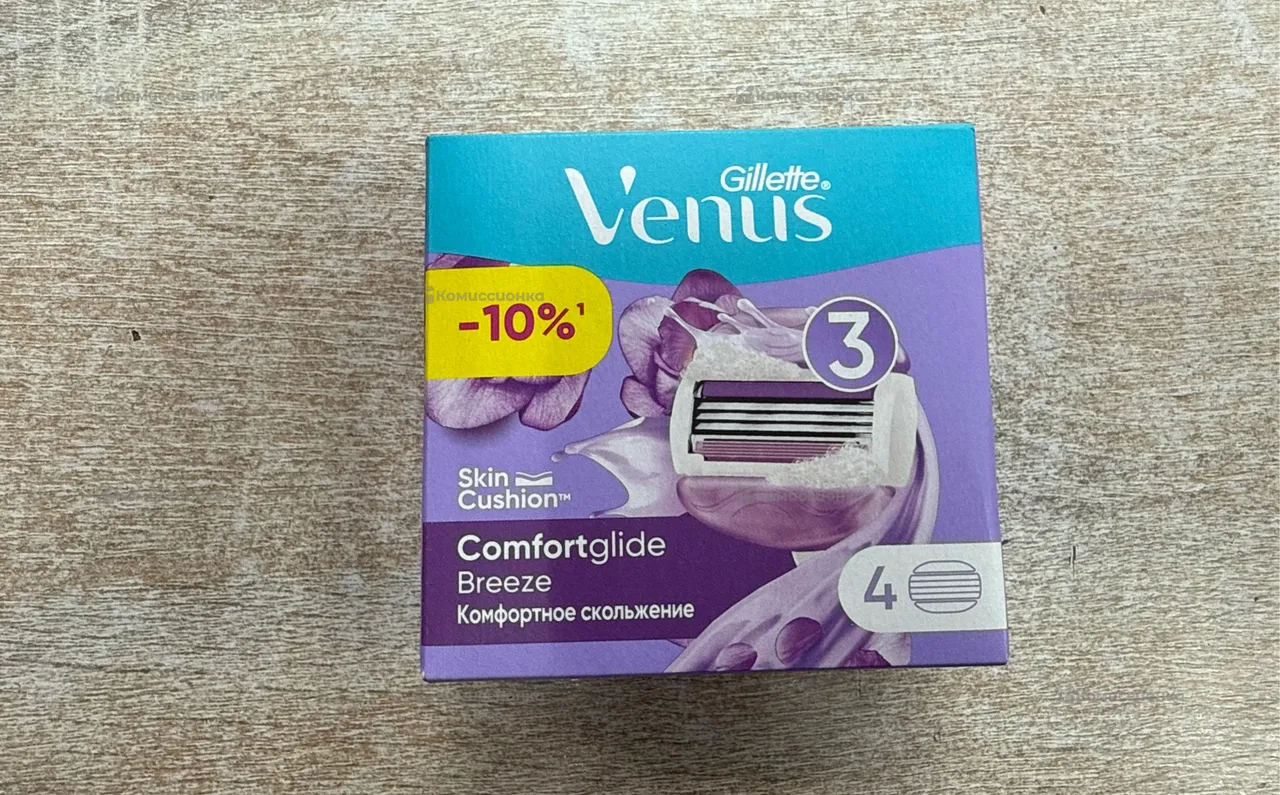 Gillette®
Venus
Комиссионка
-10%¹
3
Skin
Cushion™
Comfortglide
Breeze
Комфортное скольжение
4